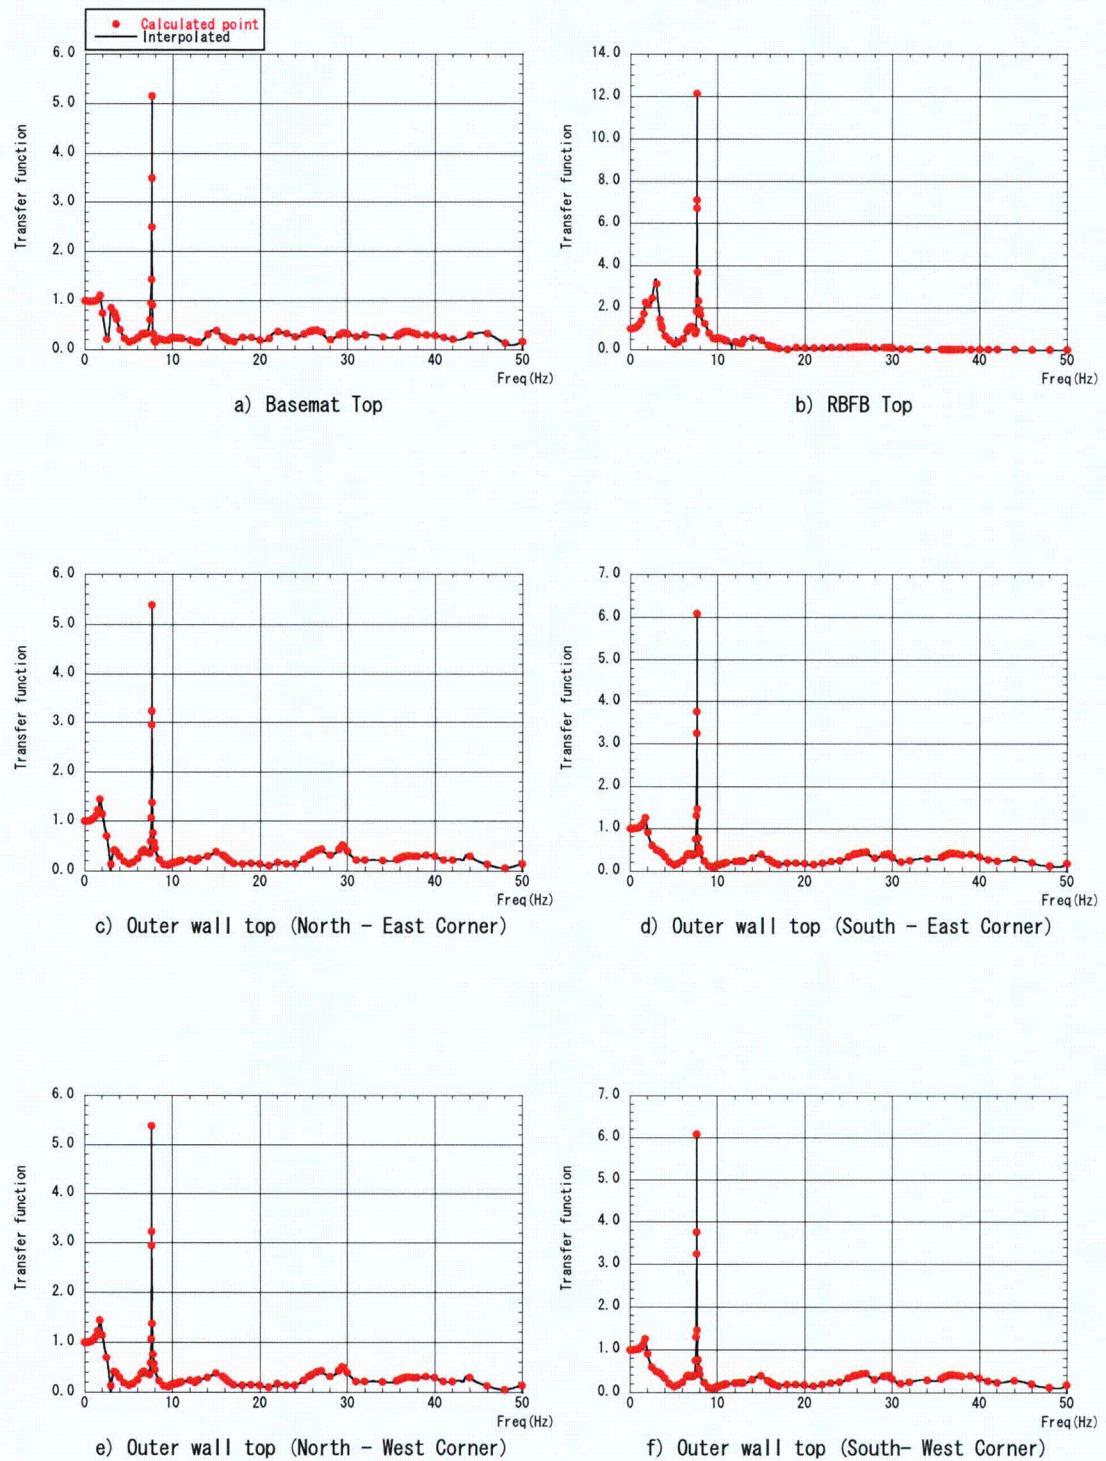 Calculated point
Interpolated
6.0
5.0
4.0
3.0
2.0
1.0
0.0
Transfer function
0 10 20 30 40 50
Freq(Hz)
a) Basemat Top
14.0
12.0
10.0
8.0
6.0
4.0
2.0
0.0
Transfer function
0 10 20 30 40 50
Freq(Hz)
b) RBFB Top
6.0
5.0
4.0
3.0
2.0
1.0
0.0
Transfer function
0 10 20 30 40 50
Freq(Hz)
c) Outer wall top (North - East Corner)
7.0
6.0
5.0
4.0
3.0
2.0
1.0
0.0
Transfer function
0 10 20 30 40 50
Freq(Hz)
d) Outer wall top (South - East Corner)
6.0
5.0
4.0
3.0
2.0
1.0
0.0
Transfer function
0 10 20 30 40 50
Freq(Hz)
e) Outer wall top (North - West Corner)
7.0
6.0
5.0
4.0
3.0
2.0
1.0
0.0
Transfer function
0 10 20 30 40 50
Freq(Hz)
f) Outer wall top (South- West Corner)